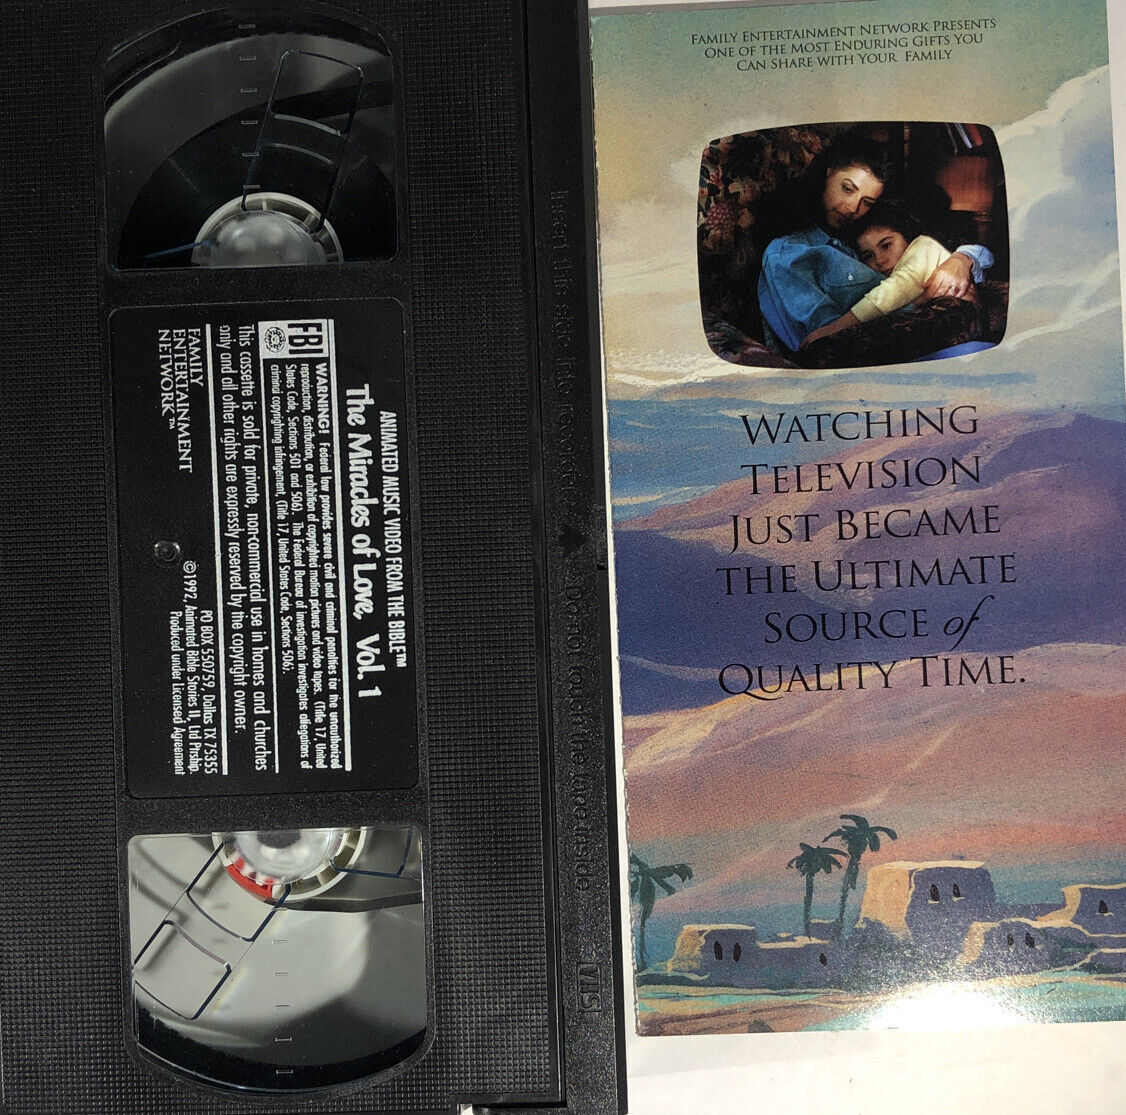 ANIMATED MUSIC VIDEO FROM THE BIBLE™
The Miracles of Love, Vol. 1
FBI WARNING! Federal law provides severe civil and criminal penalties for the unauthorized
reproduction, distribution, or exhibition of copyrighted motion pictures and video tapes. (Title 17, United
States Code, Sections 501 and 506). The Federal Bureau of investigation investigates allegations of
criminal copyrighting infringement, (Title 17, United States Code, Sections 506).
This cassette is sold for private, non-commercial use in homes and churches
only and all other rights are expressly reserved by the copyright owner.
FAMILY
ENTERTAINMENT
NETWORK™
PO BOX 550759, Dallas TX 75355
©1992, Animated Bible Stories II, Ltd Ptnship.
Produced under Licensed Agreement
Insert this side into recorder ▲ Do not touch the tape inside
VHS
FAMILY ENTERTAINMENT NETWORK PRESENTS
ONE OF THE MOST ENDURING GIFTS YOU
CAN SHARE WITH YOUR FAMILY
WATCHING
TELEVISION
JUST BECAME
THE ULTIMATE
SOURCE of
QUALITY TIME.